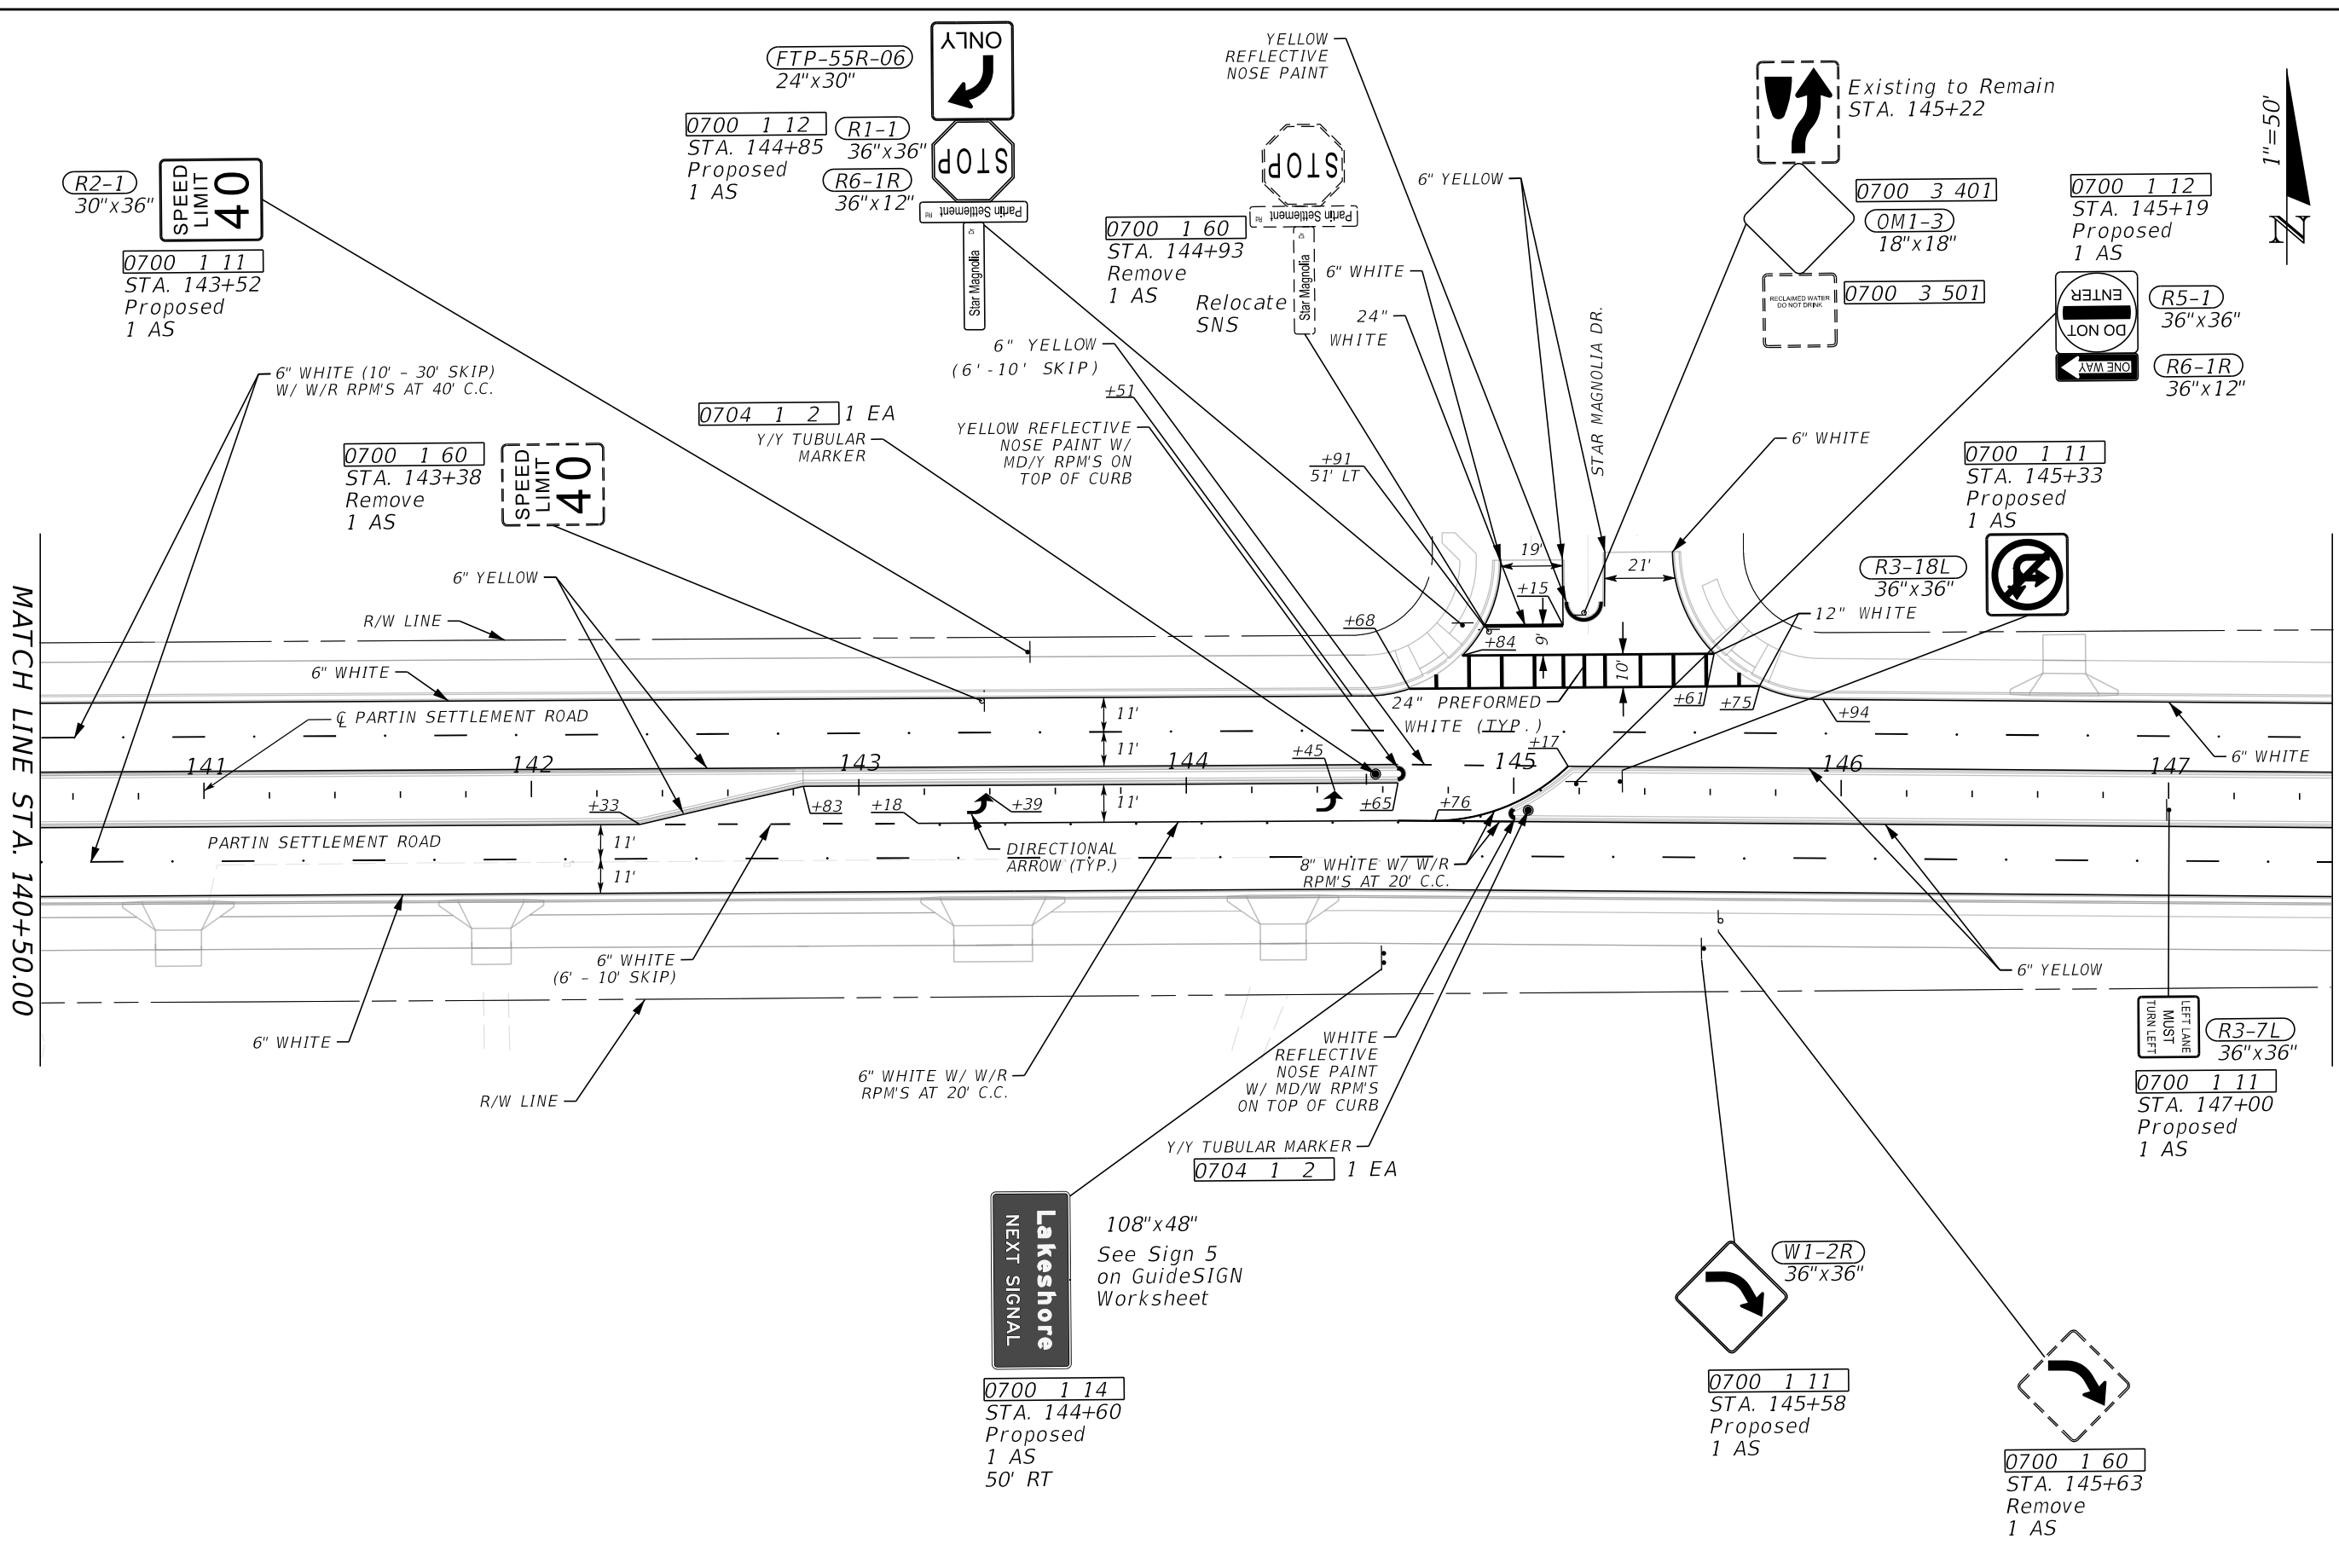 FTP-55R-06
24"x30"
ONLY
0700 1 12
STA. 144+85
Proposed
1 AS
R1-1
36"x36"
R6-1R
36"x12"
STOP
Partin Settlement Rd
Star Magnolia Dr
R2-1
30"x36"
SPEED
LIMIT
40
0700 1 11
STA. 143+52
Proposed
1 AS
YELLOW
REFLECTIVE
NOSE PAINT
STOP
Partin Settlement Rd
Star Magnolia
0700 1 60
STA. 144+93
Remove
1 AS
Relocate
SNS
6" YELLOW
6" WHITE
24"
WHITE
Existing to Remain
STA. 145+22
0700 3 401
OM1-3
18"x18"
RECLAIMED WATER
DO NOT DRINK
0700 3 501
0700 1 12
STA. 145+19
Proposed
1 AS
DO NOT
ENTER
ONE WAY
R5-1
36"x36"
R6-1R
36"x12"
1"=50'
N
6" WHITE (10' - 30' SKIP)
W/ W/R RPM'S AT 40' C.C.
0700 1 60
STA. 143+38
Remove
1 AS
SPEED
LIMIT
40
0704 1 2 1 EA
Y/Y TUBULAR
MARKER
6" YELLOW
(6'-10' SKIP)
+51
YELLOW REFLECTIVE
NOSE PAINT W/
MD/Y RPM'S ON
TOP OF CURB
+91
51' LT
STAR MAGNOLIA DR.
6" WHITE
0700 1 11
STA. 145+33
Proposed
1 AS
R3-18L
36"x36"
12" WHITE
19'
21'
+15
9'
10'
+68
+84
+61
+75
+94
24" PREFORMED
WHITE (TYP.)
MATCH LINE STA. 140+50.00
6" YELLOW
R/W LINE
6" WHITE
℄ PARTIN SETTLEMENT ROAD
11'
11'
+45
+17
6" WHITE
141
142
143
144
145
146
147
+33
+83
+18
+39
11'
+65
+76
PARTIN SETTLEMENT ROAD
11'
11'
DIRECTIONAL
ARROW (TYP.)
8" WHITE W/ W/R
RPM'S AT 20' C.C.
6" WHITE
(6' - 10' SKIP)
6" YELLOW
6" WHITE
R/W LINE
6" WHITE W/ W/R
RPM'S AT 20' C.C.
WHITE
REFLECTIVE
NOSE PAINT
W/ MD/W RPM'S
ON TOP OF CURB
Y/Y TUBULAR MARKER
0704 1 2 1 EA
LEFT LANE
MUST
TURN LEFT
R3-7L
36"x36"
0700 1 11
STA. 147+00
Proposed
1 AS
Lakeshore
NEXT SIGNAL
108"x48"
See Sign 5
on GuideSIGN
Worksheet
0700 1 14
STA. 144+60
Proposed
1 AS
50' RT
W1-2R
36"x36"
0700 1 11
STA. 145+58
Proposed
1 AS
0700 1 60
STA. 145+63
Remove
1 AS